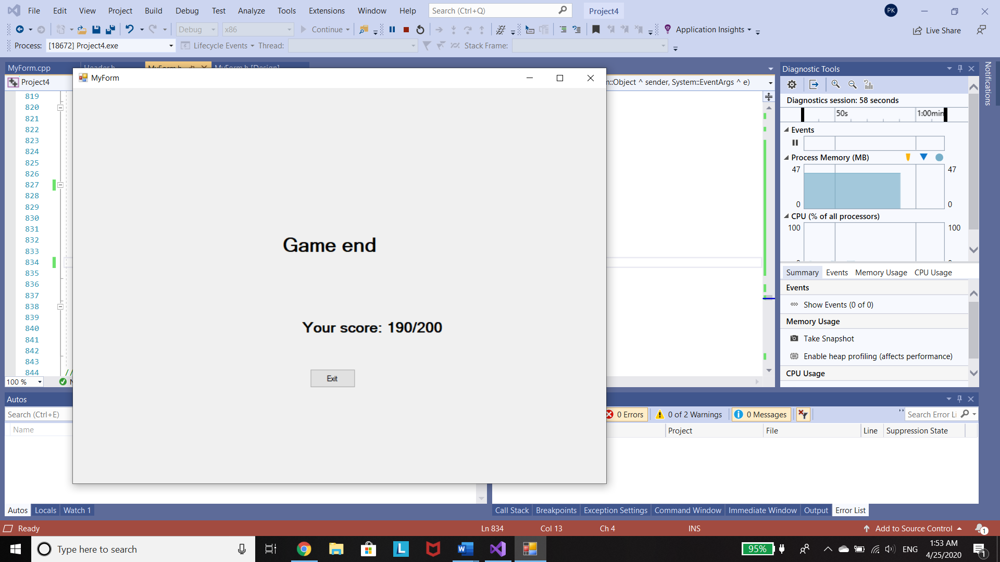 File Edit View Project Build Debug Test Analyze Tools Extensions Window Help Search (Ctrl+Q) Project4 PK
Debug x86 Continue Application Insights Live Share
Process: [18672] Project4.exe Lifecycle Events Thread: Stack Frame:
MyForm.cpp Header.h MyForm.h MyForm.h [Design]
Project4
::Object ^ sender, System::EventArgs ^ e)
819
820
821
822
823
824
825
826
827
828
829
830
831
832
833
834
835
836
837
838
839
840
841
842
843
844 //
100 %
MyForm
Game end
Your score: 190/200
Exit
Diagnostic Tools
Diagnostics session: 58 seconds
50s 1:00min
Events
Process Memory (MB)
47 47
0 0
CPU (% of all processors)
100 100
Summary Events Memory Usage CPU Usage
Events
Show Events (0 of 0)
Memory Usage
Take Snapshot
Enable heap profiling (affects performance)
CPU Usage
Notifications
Autos
Search (Ctrl+E)
Name
0 Errors 0 of 2 Warnings 0 Messages Search Error Li
Project File Line Suppression State
Autos Locals Watch 1
Call Stack Breakpoints Exception Settings Command Window Immediate Window Output Error List
Ready Ln 834 Col 13 Ch 4 INS Add to Source Control 1
Type here to search L W 95% ENG 1:53 AM
4/25/2020 1